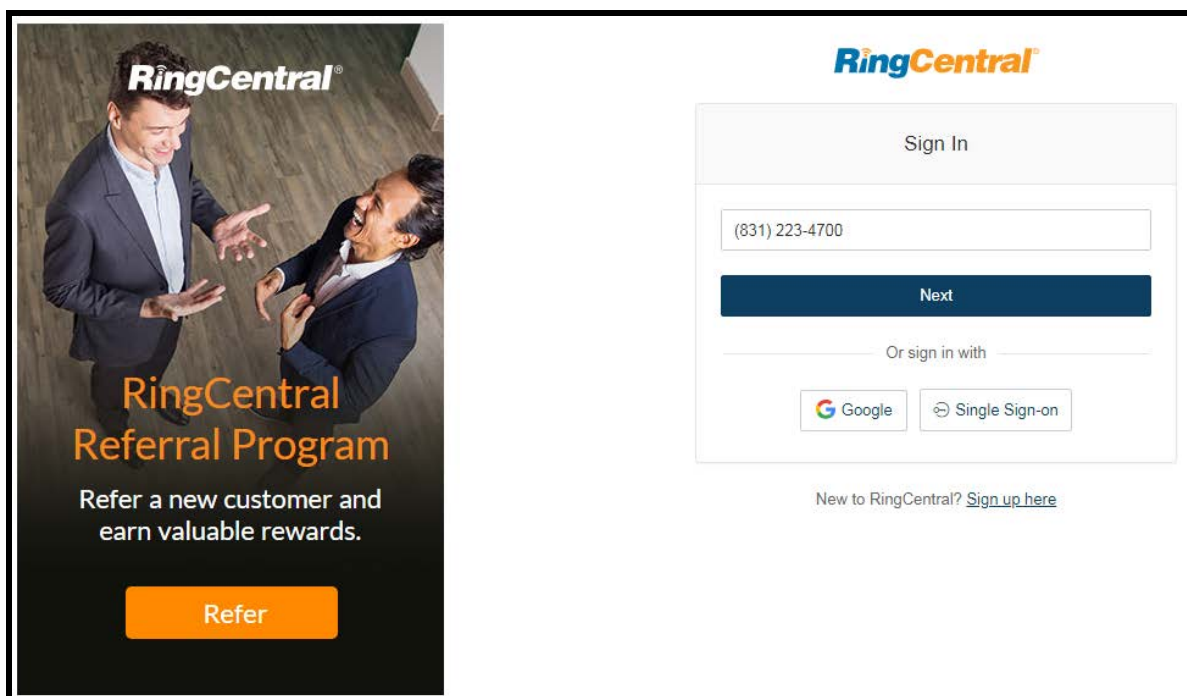 RingCentral®
RingCentral
Referral Program
Refer a new customer and
earn valuable rewards.
Refer
RingCentral®
Sign In
(831) 223-4700
Next
Or sign in with
Google
Single Sign-on
New to RingCentral? Sign up here